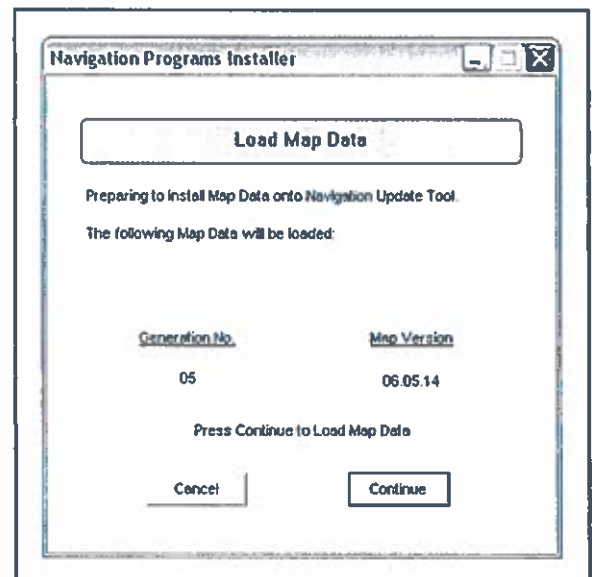 Navigation Programs Installer
Load Map Data
Preparing to Install Map Data onto Navigation Update Tool.
The following Map Data will be loaded:
Generation No. Map Version
05 06.05.14
Press Continue to Load Map Data
Cancel Continue